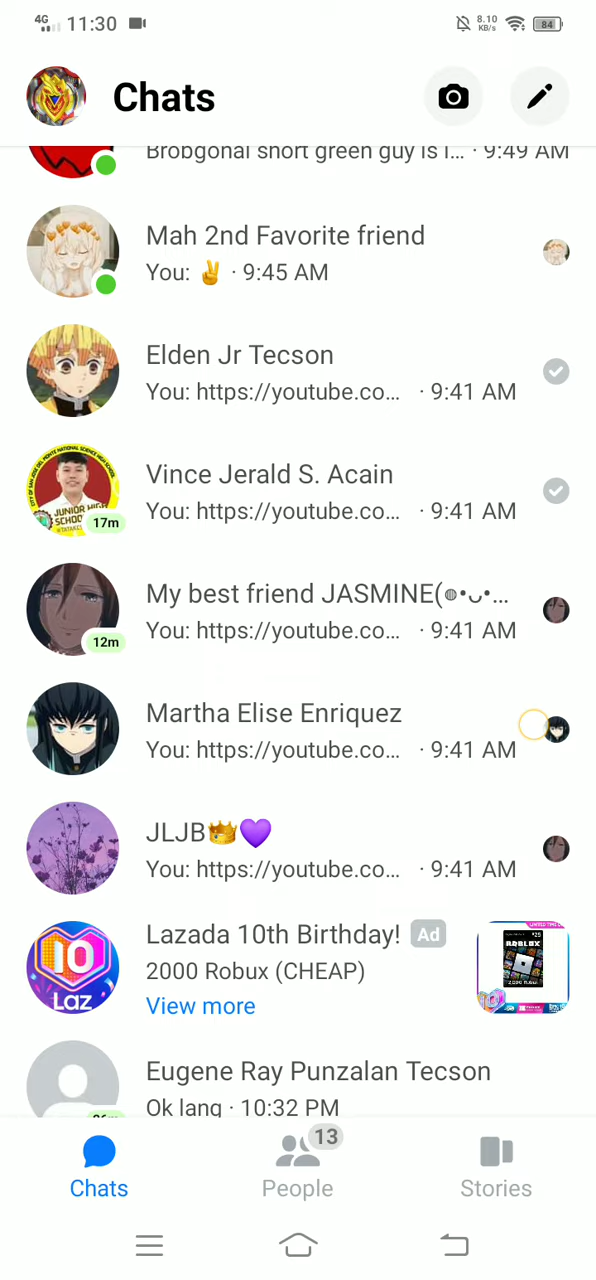 4G 11:30 8.10 KB/s 84
Chats
Brobgonal short green guy is l... · 9:49 AM
Mah 2nd Favorite friend
You: ✌️ · 9:45 AM
Elden Jr Tecson
You: https://youtube.co... · 9:41 AM
Vince Jerald S. Acain
You: https://youtube.co... · 9:41 AM
17m
My best friend JASMINE(◍•ᴗ•...
You: https://youtube.co... · 9:41 AM
12m
Martha Elise Enriquez
You: https://youtube.co... · 9:41 AM
JLJB👑💜
You: https://youtube.co... · 9:41 AM
Lazada 10th Birthday! Ad
2000 Robux (CHEAP)
View more
10
Laz
ROBLOX
Eugene Ray Punzalan Tecson
Ok lang · 10:32 PM
13
Chats People Stories